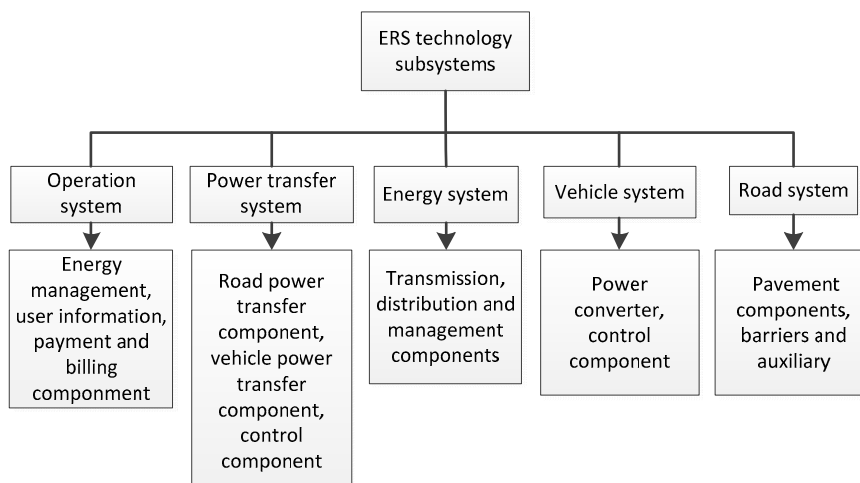 ERS technology
subsystems
Operation
system
Power transfer
system
Energy system
Vehicle system
Road system
Energy
management,
user information,
payment and
billing componment
Road power
transfer
component,
vehicle power
transfer
component,
control
component
Transmission,
distribution and
management
components
Power
converter,
control
component
Pavement
components,
barriers and
auxiliary